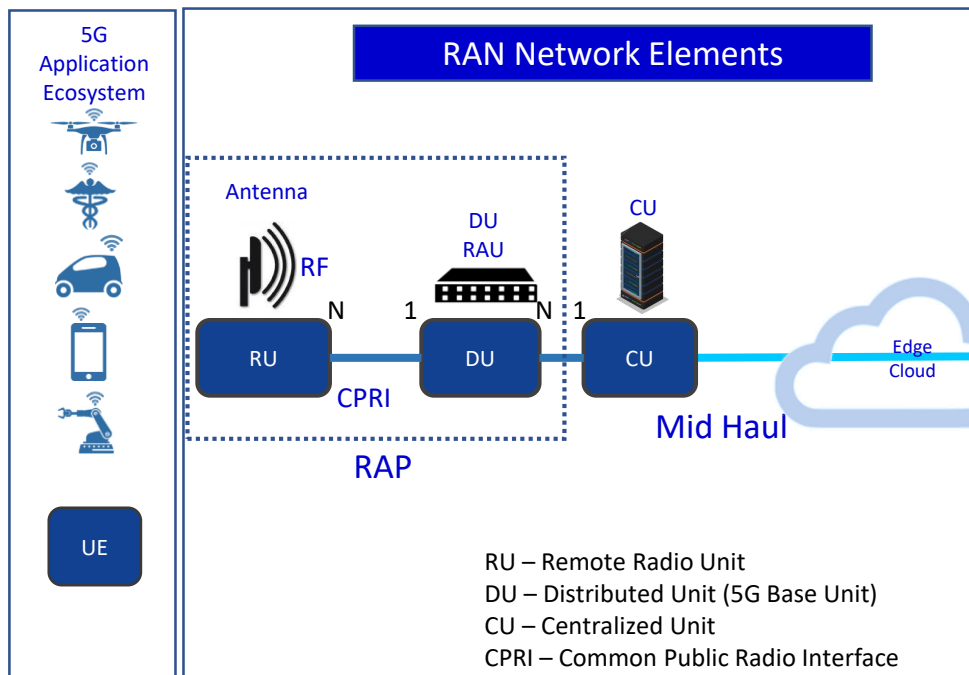 5G
Application
Ecosystem
UE
RAN Network Elements
Antenna
RF
DU
RAU
CU
N
1
N
1
RU
DU
CU
CPRI
Edge
Cloud
Mid Haul
RAP
RU – Remote Radio Unit
DU – Distributed Unit (5G Base Unit)
CU – Centralized Unit
CPRI – Common Public Radio Interface